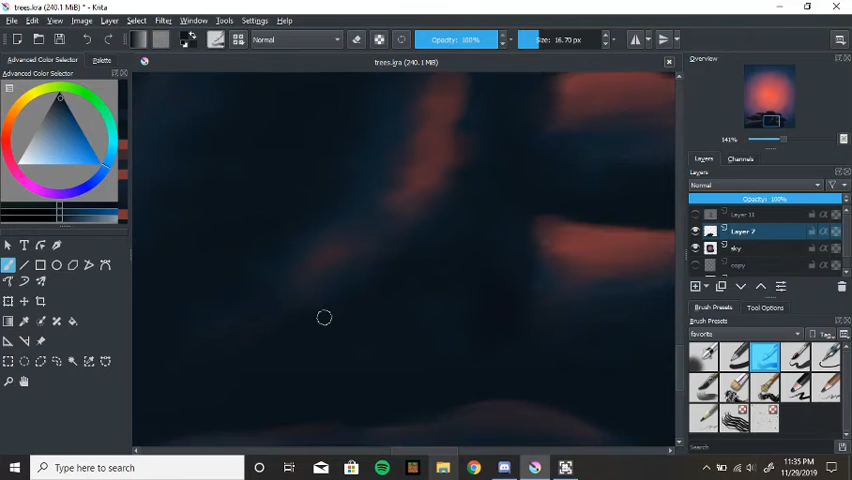 trees.kra (240.1 MiB) * - Krita
File Edit View Image Layer Select Filter Window Tools Settings Help
Normal Opacity: 100% Size: 16.70 px
Advanced Color Selector Palette
trees.kra (240.1 MiB)
Advanced Color Selector
Overview
141%
Layers Channels
Layers
Normal
Opacity: 100%
Layer 11
Layer 7
sky
copy
Brush Presets Tool Options
Brush Presets
favorite Tag
Search
Type here to search
11:35 PM
11/29/2019